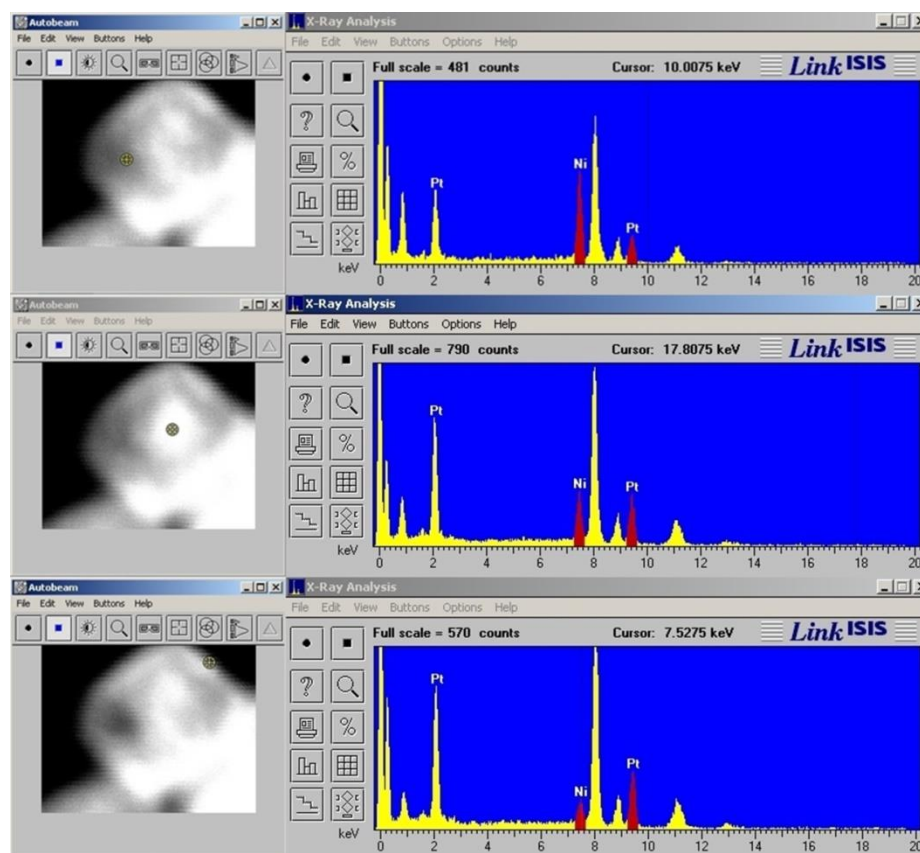 Autobeam
File Edit View Buttons Help
X-Ray Analysis
File Edit View Buttons Options Help
Full scale = 481 counts Cursor: 10.0075 keV Link ISIS
Pt Ni Pt
keV 0 2 4 6 8 10 12 14 16 18 20
Autobeam
File Edit View Buttons Help
X-Ray Analysis
File Edit View Buttons Options Help
Full scale = 790 counts Cursor: 17.8075 keV Link ISIS
Pt Ni Pt
keV 0 2 4 6 8 10 12 14 16 18 20
Autobeam
File Edit View Buttons Help
X-Ray Analysis
File Edit View Buttons Options Help
Full scale = 570 counts Cursor: 7.5275 keV Link ISIS
Pt Ni Pt
keV 0 2 4 6 8 10 12 14 16 18 20